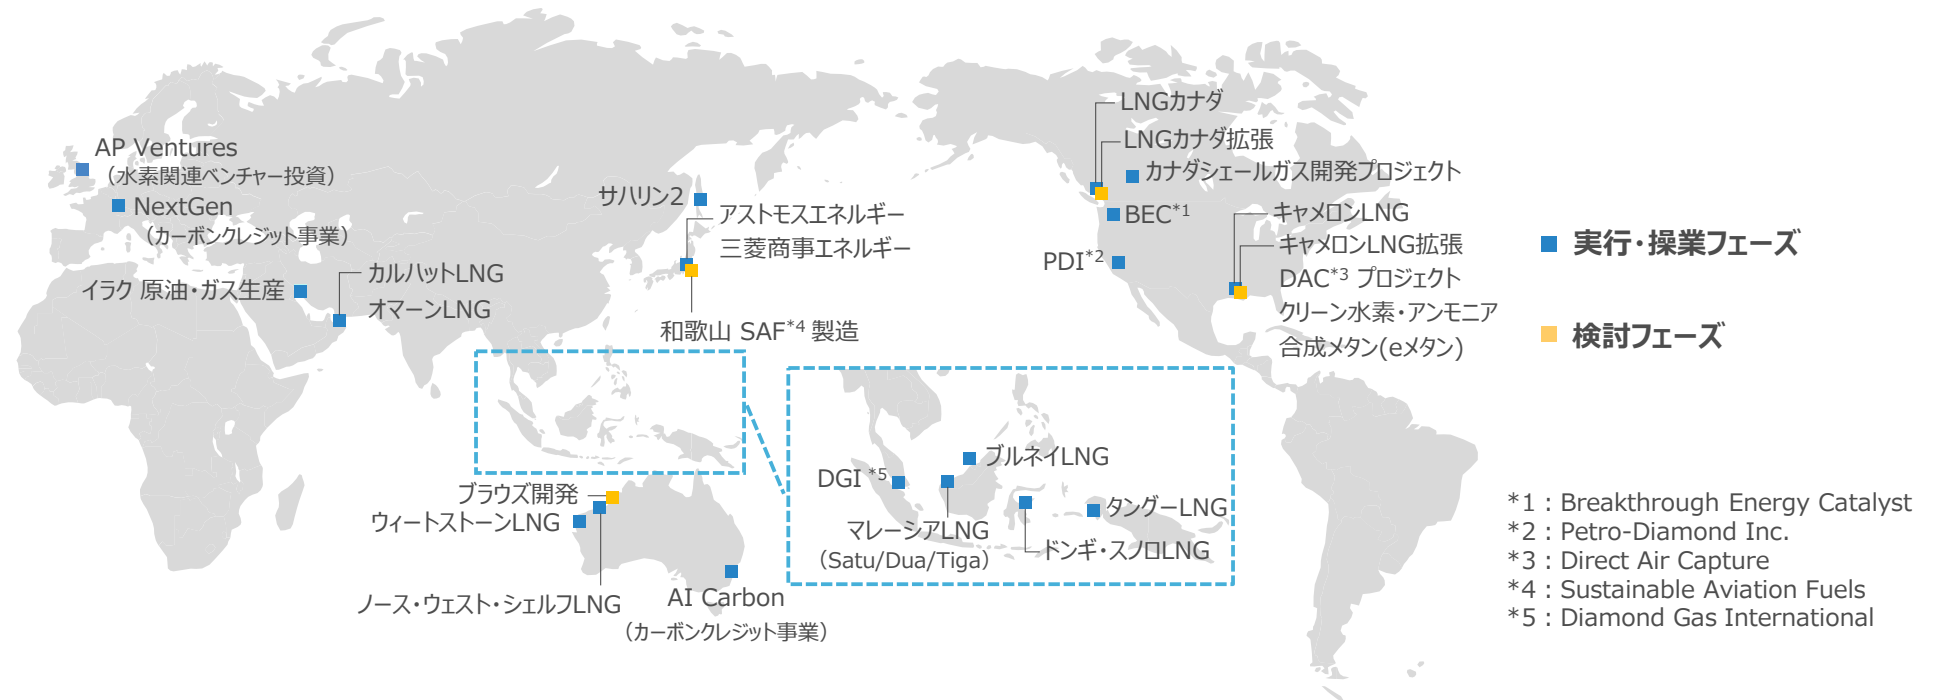 AP Ventures
（水素関連ベンチャー投資）
NextGen
（カーボンクレジット事業）
イラク 原油・ガス生産
カルハットLNG
オマーンLNG
サハリン2
アストモスエネルギー
三菱商事エネルギー
和歌山 SAF*4 製造
ブラウズ開発
ウィートストーンLNG
ノース・ウェスト・シェルフLNG
AI Carbon
（カーボンクレジット事業）
DGI *5
ブルネイLNG
マレーシアLNG
（Satu/Dua/Tiga）
タングーLNG
ドンギ・スノロLNG
LNGカナダ
LNGカナダ拡張
カナダシェールガス開発プロジェクト
BEC*1
PDI*2
キャメロンLNG
キャメロンLNG拡張
DAC*3 プロジェクト
クリーン水素・アンモニア
合成メタン(eメタン)
実行・操業フェーズ
検討フェーズ
*1 : Breakthrough Energy Catalyst
*2 : Petro-Diamond Inc.
*3 : Direct Air Capture
*4 : Sustainable Aviation Fuels
*5 : Diamond Gas International